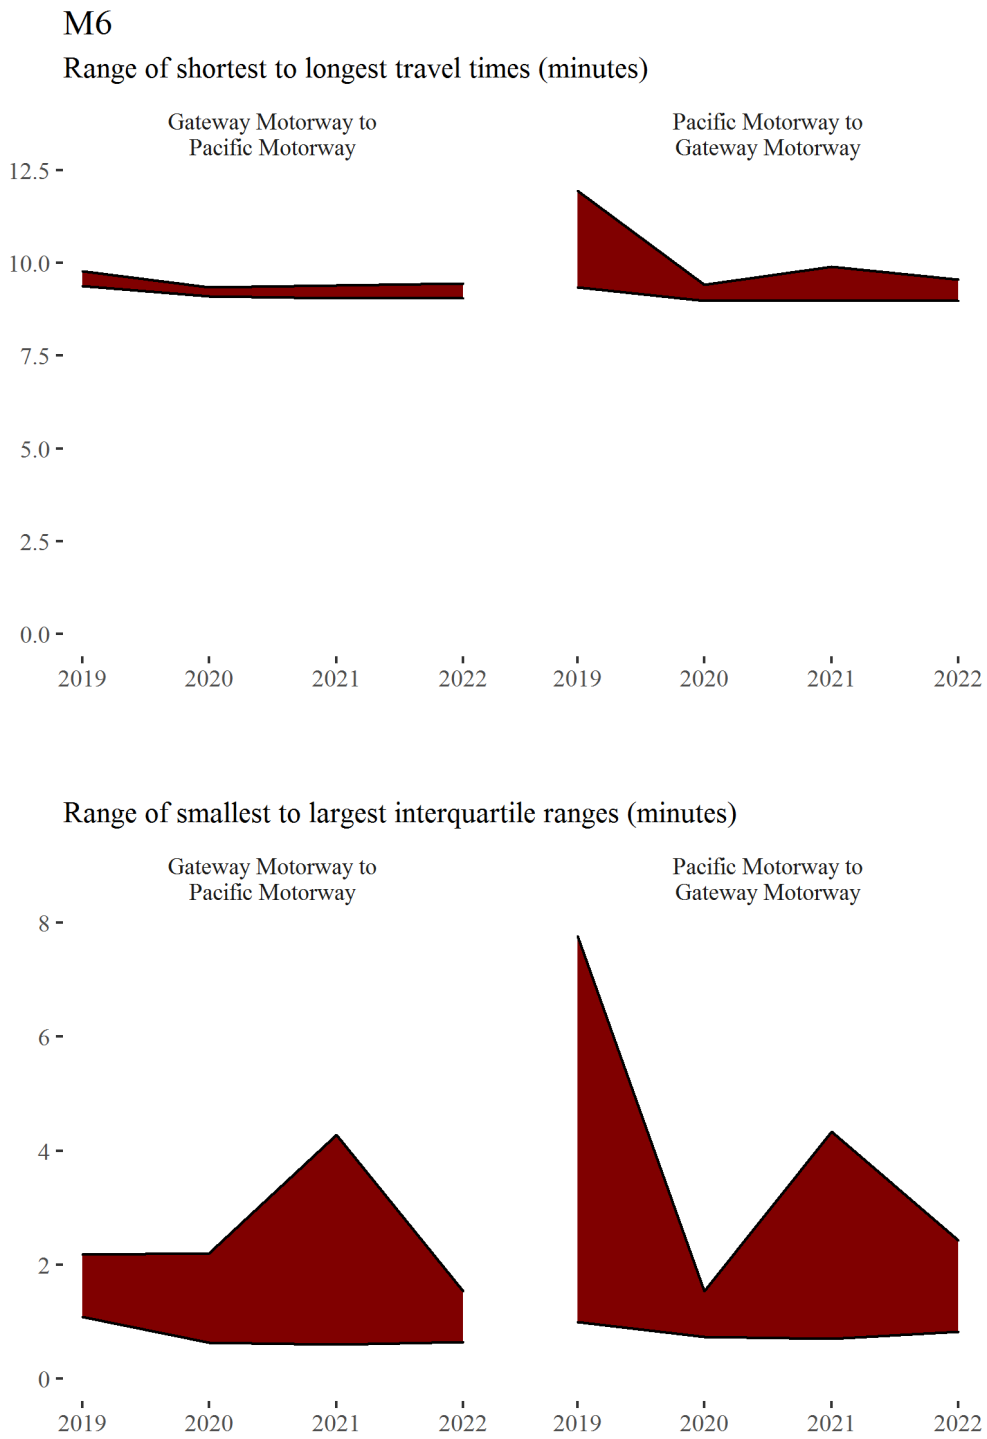 M6
Range of shortest to longest travel times (minutes)
Gateway Motorway to
Pacific Motorway
Pacific Motorway to
Gateway Motorway
12.5
10.0
7.5
5.0
2.5
0.0
2019 2020 2021 2022 2019 2020 2021 2022
Range of smallest to largest interquartile ranges (minutes)
Gateway Motorway to
Pacific Motorway
Pacific Motorway to
Gateway Motorway
8
6
4
2
0
2019 2020 2021 2022 2019 2020 2021 2022